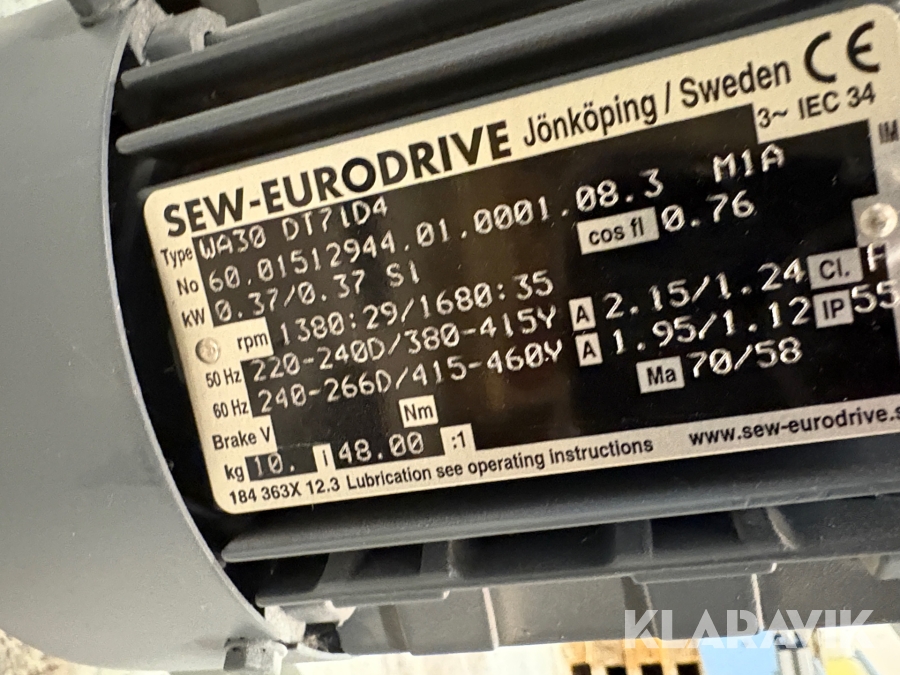 SEW-EURODRIVE Jönköping / Sweden CE
3~ IEC 34
Type WA30 DT71D4
No 60.01512944.01.0001.08.3 M1A IM
kW 0.37/0.37 S1 cos fI 0.76
rpm 1380:29/1680:35
50 Hz 220-240D/380-415Y A 2.15/1.24 Cl. F
60 Hz 240-266D/415-460Y A 1.95/1.12 IP 55
Brake V Nm Ma 70/58
kg 10. i 48.00 :1
184 363X 12.3 Lubrication see operating instructions www.sew-eurodrive.s
KLARAVIK